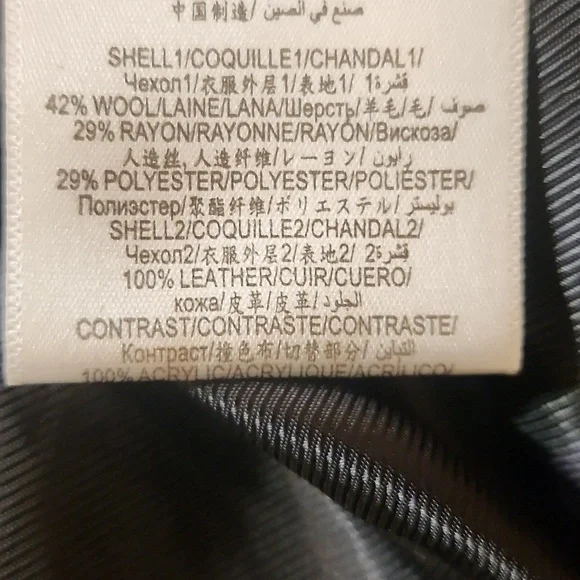 中国制造/ صنع في الصين/
SHELL1/COQUILLE1/CHANDAL1/
Чехол1/衣服外层1/表地1/ قشرة1/
42% WOOL/LAINE/LANA/Шерсть/羊毛/毛/ صوف/
29% RAYON/RAYONNE/RAYÓN/Вискоза/
人造丝, 人造纤维/レーヨン/ رايون/
29% POLYESTER/POLYESTER/POLIÉSTER/
Полиэстер/聚酯纤维/ポリエステル/ بوليستر/
SHELL2/COQUILLE2/CHANDAL2/
Чехол2/衣服外层2/表地2/ قشرة2/
100% LEATHER/CUIR/CUERO/
кожа/皮革/皮革/ الجلود/
CONTRAST/CONTRASTE/CONTRASTE/
Контраст/撞色布/切替部分/ التباين/
100% ACRYLIC/ACRYLIQUE/ACRÍLICO/